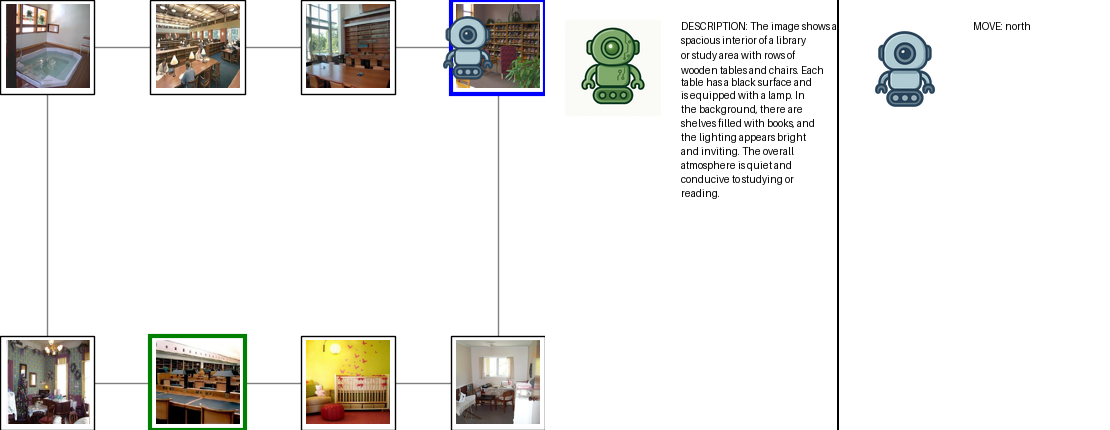 DESCRIPTION: The image shows a
spacious interior of a library
or study area with rows of
wooden tables and chairs. Each
table has a black surface and
is equipped with a lamp. In
the background, there are
shelves filled with books, and
the lighting appears bright
and inviting. The overall
atmosphere is quiet and
conducive to studying or
reading.
MOVE: north